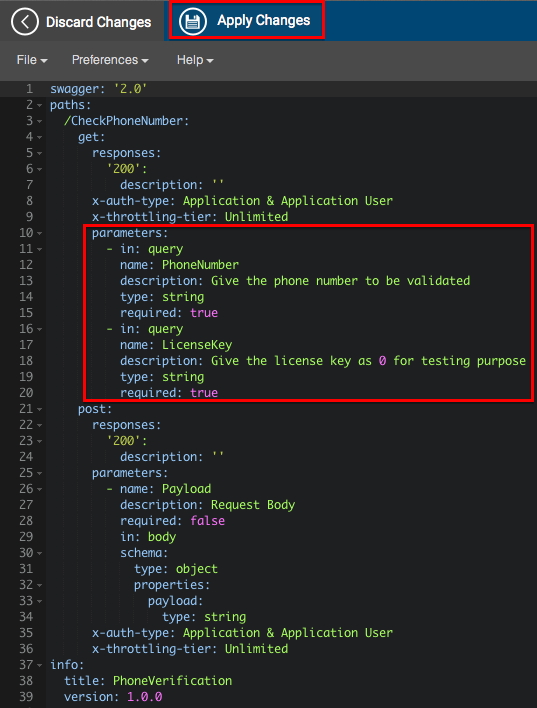 Discard Changes Apply Changes
File Preferences Help
1 swagger: '2.0'
2 paths:
3 /CheckPhoneNumber:
4 get:
5 responses:
6 '200':
7 description: ''
8 x-auth-type: Application & Application User
9 x-throttling-tier: Unlimited
10 parameters:
11 - in: query
12 name: PhoneNumber
13 description: Give the phone number to be validated
14 type: string
15 required: true
16 - in: query
17 name: LicenseKey
18 description: Give the license key as 0 for testing purpose
19 type: string
20 required: true
21 post:
22 responses:
23 '200':
24 description: ''
25 parameters:
26 - name: Payload
27 description: Request Body
28 required: false
29 in: body
30 schema:
31 type: object
32 properties:
33 payload:
34 type: string
35 x-auth-type: Application & Application User
36 x-throttling-tier: Unlimited
37 info:
38 title: PhoneVerification
39 version: 1.0.0